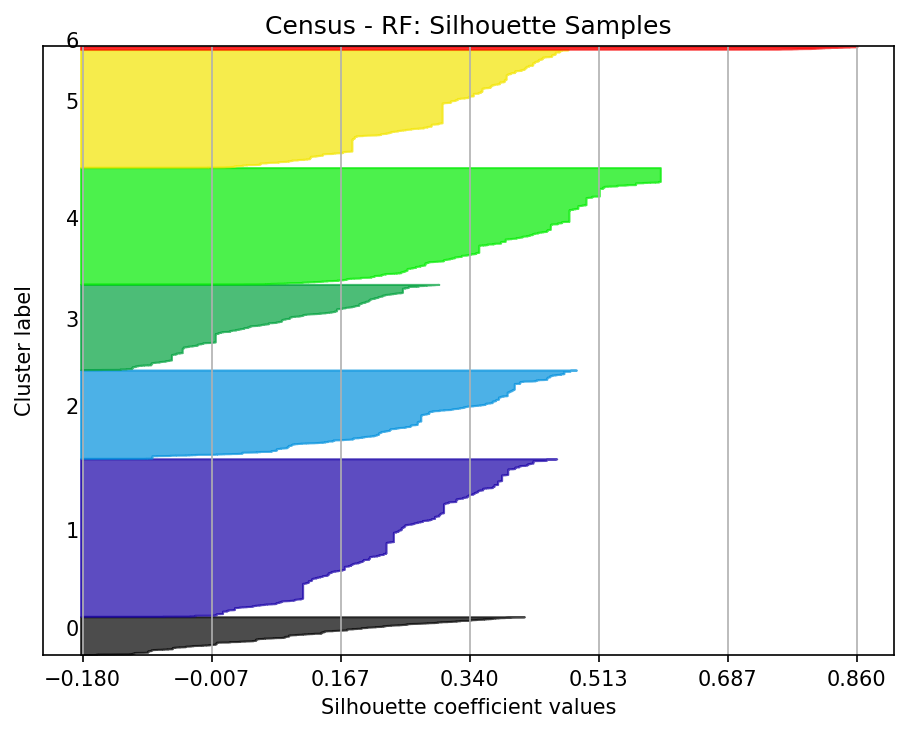 Census - RF: Silhouette Samples
6
5
4
3
2
1
0
Cluster label
−0.180 −0.007 0.167 0.340 0.513 0.687 0.860
Silhouette coefficient values